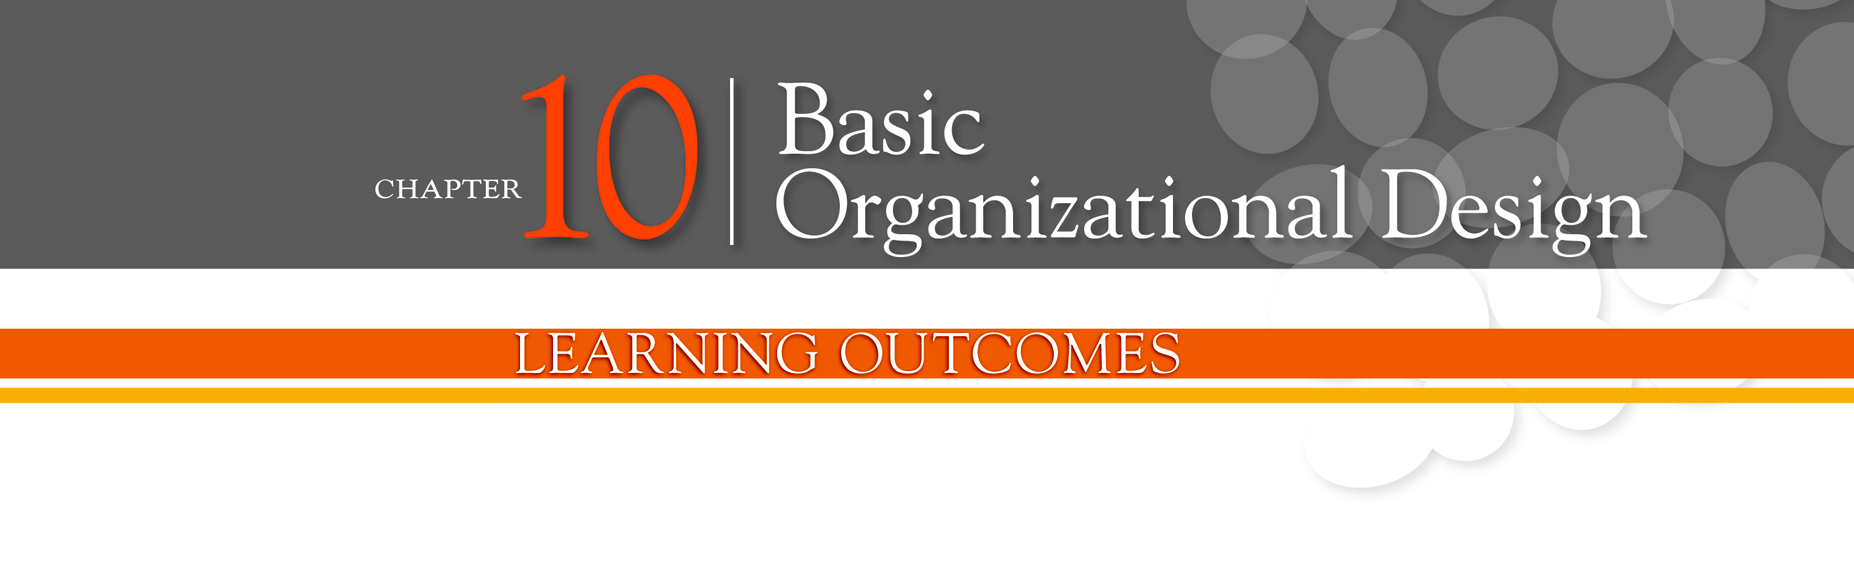 CHAPTER 10
Basic
Organizational Design
LEARNING OUTCOMES